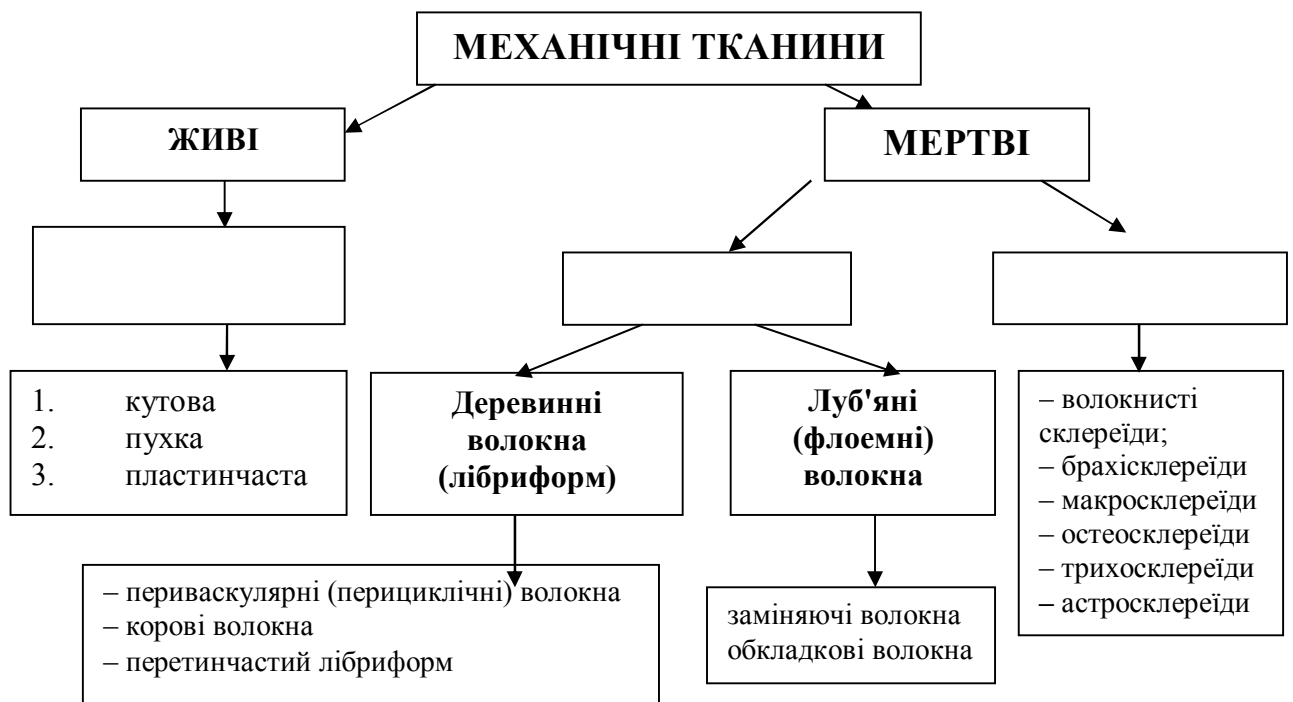 МЕХАНІЧНІ ТКАНИНИ
ЖИВІ
МЕРТВІ
1. кутова
2. пухка
3. пластинчаста
Деревинні
волокна
(лібриформ)
Луб'яні
(флоемні)
волокна
– волокнисті
склереїди;
– брахісклереїди
– макросклереїди
– остеосклереїди
– трихосклереїди
– астросклереїди
– периваскулярні (перициклічні) волокна
– корові волокна
– перетинчастий лібриформ
заміняючі волокна
обкладкові волокна